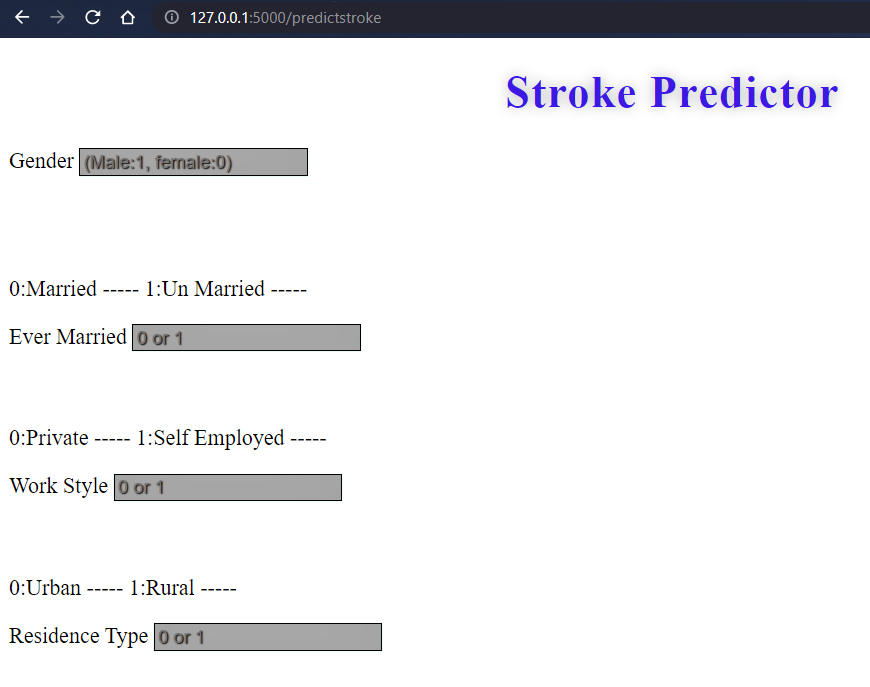 127.0.0.1:5000/predictstroke
Stroke Predictor
Gender (Male:1, female:0)
0:Married ----- 1:Un Married -----
Ever Married 0 or 1
0:Private ----- 1:Self Employed -----
Work Style 0 or 1
0:Urban ----- 1:Rural -----
Residence Type 0 or 1